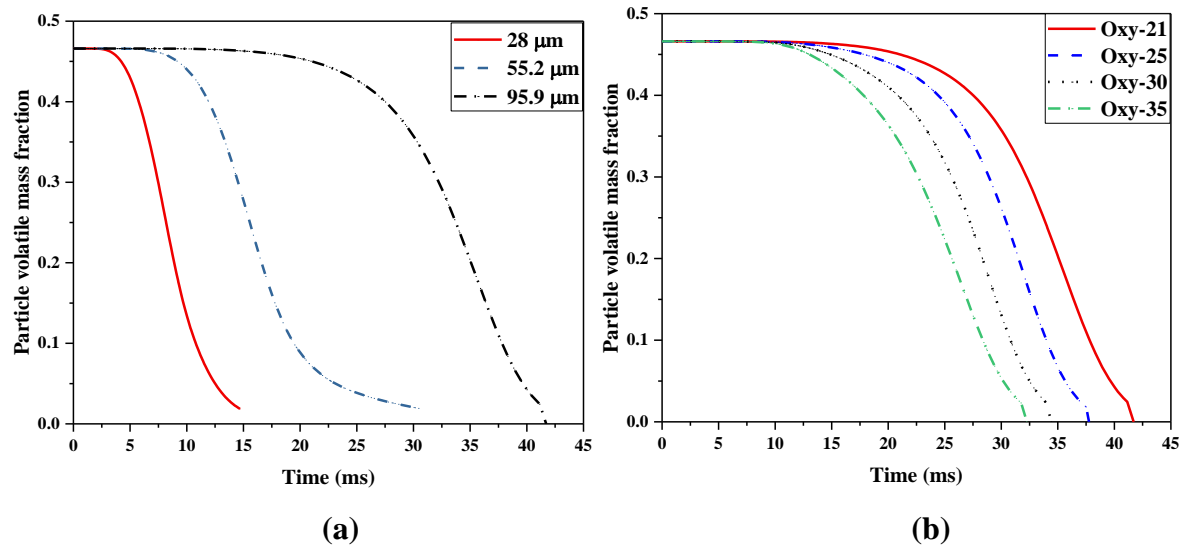 0.5
0.4
0.3
0.2
0.1
0.0
Particle volatile mass fraction
28 μm
55.2 μm
95.9 μm
0 5 10 15 20 25 30 35 40 45
Time (ms)
(a)
0.5
0.4
0.3
0.2
0.1
0.0
Particle volatile mass fraction
Oxy-21
Oxy-25
Oxy-30
Oxy-35
0 5 10 15 20 25 30 35 40 45
Time (ms)
(b)